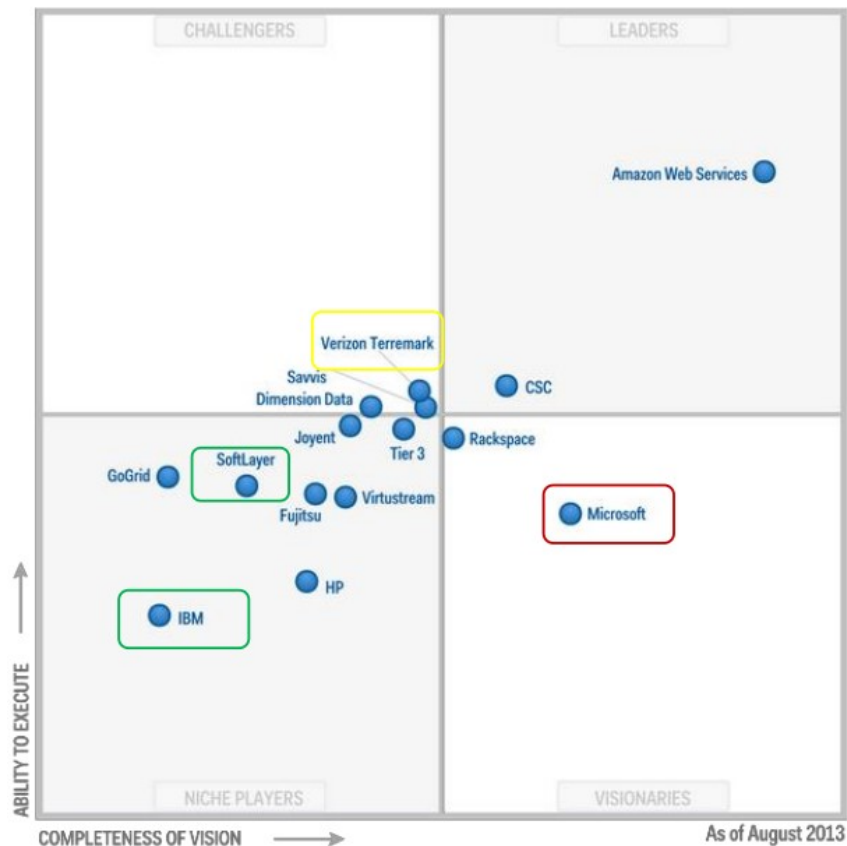 CHALLENGERS
LEADERS
Amazon Web Services
Verizon Terremark
Savvis
CSC
Dimension Data
Joyent
Tier 3
Rackspace
SoftLayer
GoGrid
Virtustream
Fujitsu
Microsoft
HP
IBM
ABILITY TO EXECUTE
NICHE PLAYERS
VISIONARIES
COMPLETENESS OF VISION
As of August 2013